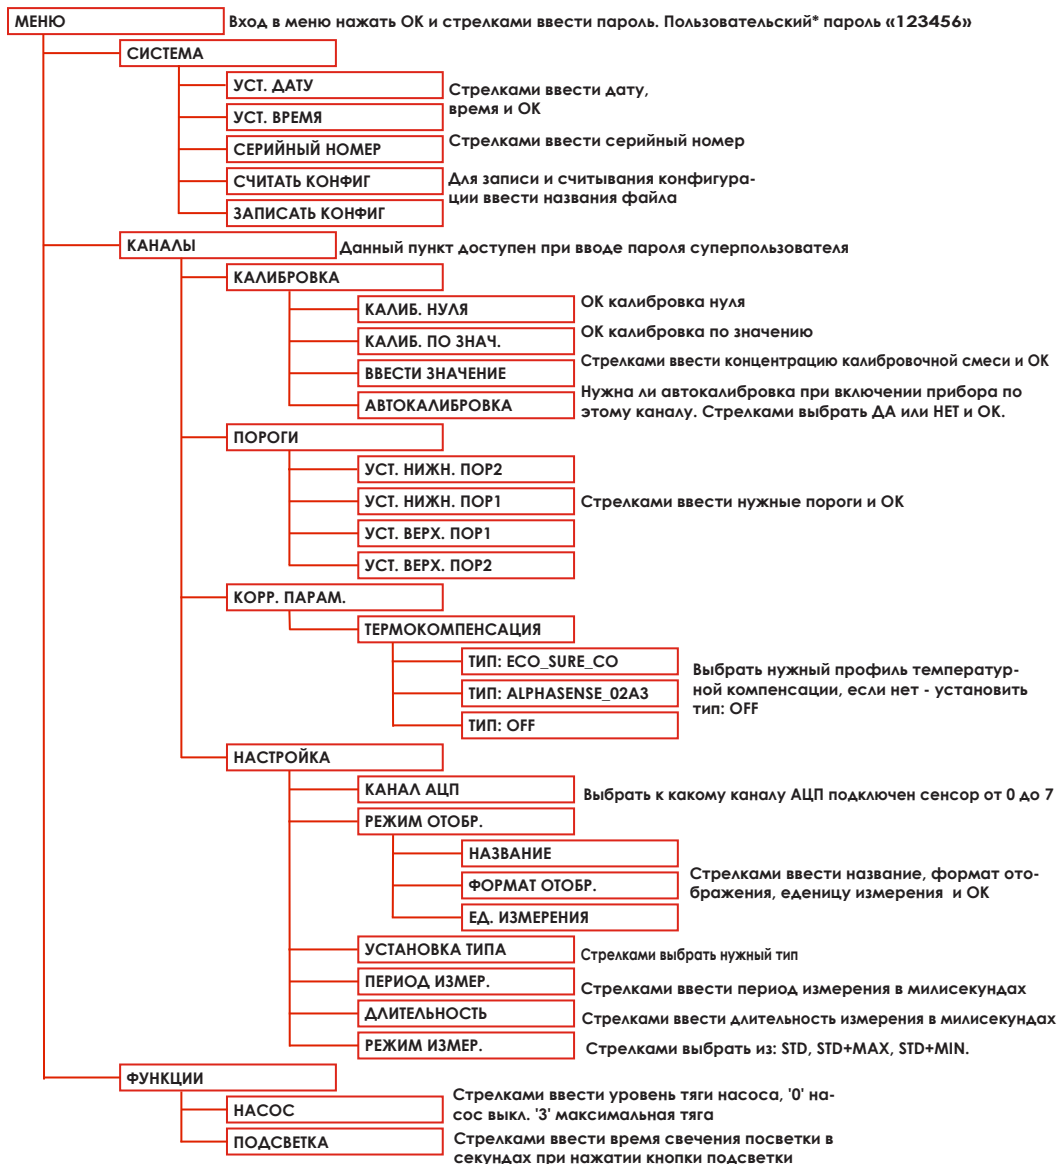 МЕНЮ
Вход в меню нажать ОК и стрелками ввести пароль. Пользовательский* пароль «123456»
СИСТЕМА
УСТ. ДАТУ
УСТ. ВРЕМЯ
Стрелками ввести дату,
время и ОК
СЕРИЙНЫЙ НОМЕР
Стрелками ввести серийный номер
СЧИТАТЬ КОНФИГ
ЗАПИСАТЬ КОНФИГ
Для записи и считывания конфигура-
ции ввести названия файла
КАНАЛЫ
Данный пункт доступен при вводе пароля суперпользователя
КАЛИБРОВКА
КАЛИБ. НУЛЯ
ОК калибровка нуля
КАЛИБ. ПО ЗНАЧ.
ОК калибровка по значению
ВВЕСТИ ЗНАЧЕНИЕ
Стрелками ввести концентрацию калибровочной смеси и ОК
АВТОКАЛИБРОВКА
Нужна ли автокалибровка при включении прибора по
этому каналу. Стрелками выбрать ДА или НЕТ и ОК.
ПОРОГИ
УСТ. НИЖН. ПОР2
УСТ. НИЖН. ПОР1
Стрелками ввести нужные пороги и ОК
УСТ. ВЕРХ. ПОР1
УСТ. ВЕРХ. ПОР2
КОРР. ПАРАМ.
ТЕРМОКОМПЕНСАЦИЯ
ТИП: ECO_SURE_CO
ТИП: ALPHASENSE_02A3
ТИП: OFF
Выбрать нужный профиль температур-
ной компенсации, если нет - установить
тип: OFF
НАСТРОЙКА
КАНАЛ АЦП
Выбрать к какому каналу АЦП подключен сенсор от 0 до 7
РЕЖИМ ОТОБР.
НАЗВАНИЕ
ФОРМАТ ОТОБР.
ЕД. ИЗМЕРЕНИЯ
Стрелками ввести название, формат ото-
бражения, еденицу измерения и ОК
УСТАНОВКА ТИПА
Стрелками выбрать нужный тип
ПЕРИОД ИЗМЕР.
Стрелками ввести период измерения в милисекундах
ДЛИТЕЛЬНОСТЬ
Стрелками ввести длительность измерения в милисекундах
РЕЖИМ ИЗМЕР.
Стрелками выбрать из: STD, STD+MAX, STD+MIN.
ФУНКЦИИ
НАСОС
Стрелками ввести уровень тяги насоса, '0' на-
сос выкл. '3' максимальная тяга
ПОДСВЕТКА
Стрелками ввести время свечения посветки в
секундах при нажатии кнопки подсветки